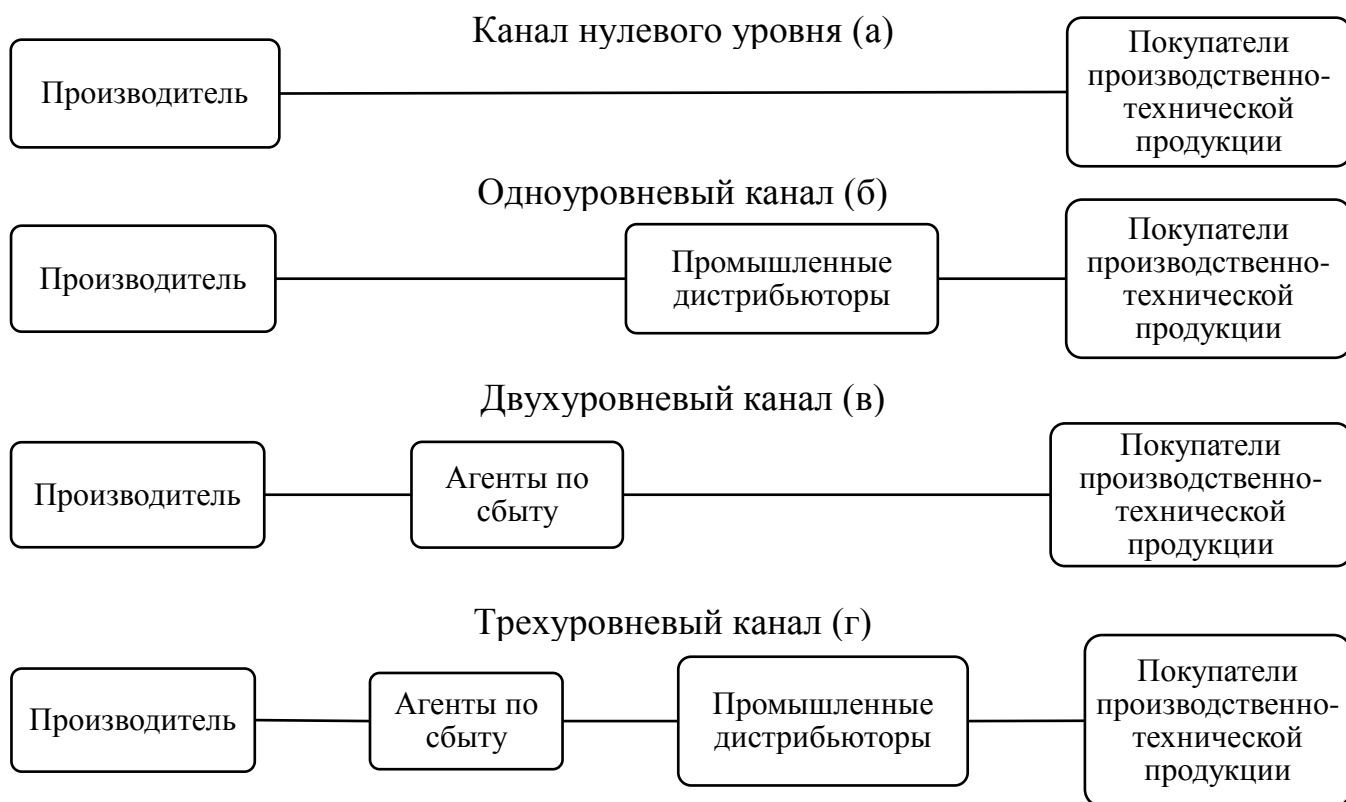 Канал нулевого уровня (а)
Производитель
Покупатели
производственно-
технической
продукции
Одноуровневый канал (б)
Производитель
Промышленные
дистрибьюторы
Покупатели
производственно-
технической
продукции
Двухуровневый канал (в)
Производитель
Агенты по
сбыту
Покупатели
производственно-
технической
продукции
Трехуровневый канал (г)
Производитель
Агенты по
сбыту
Промышленные
дистрибьюторы
Покупатели
производственно-
технической
продукции